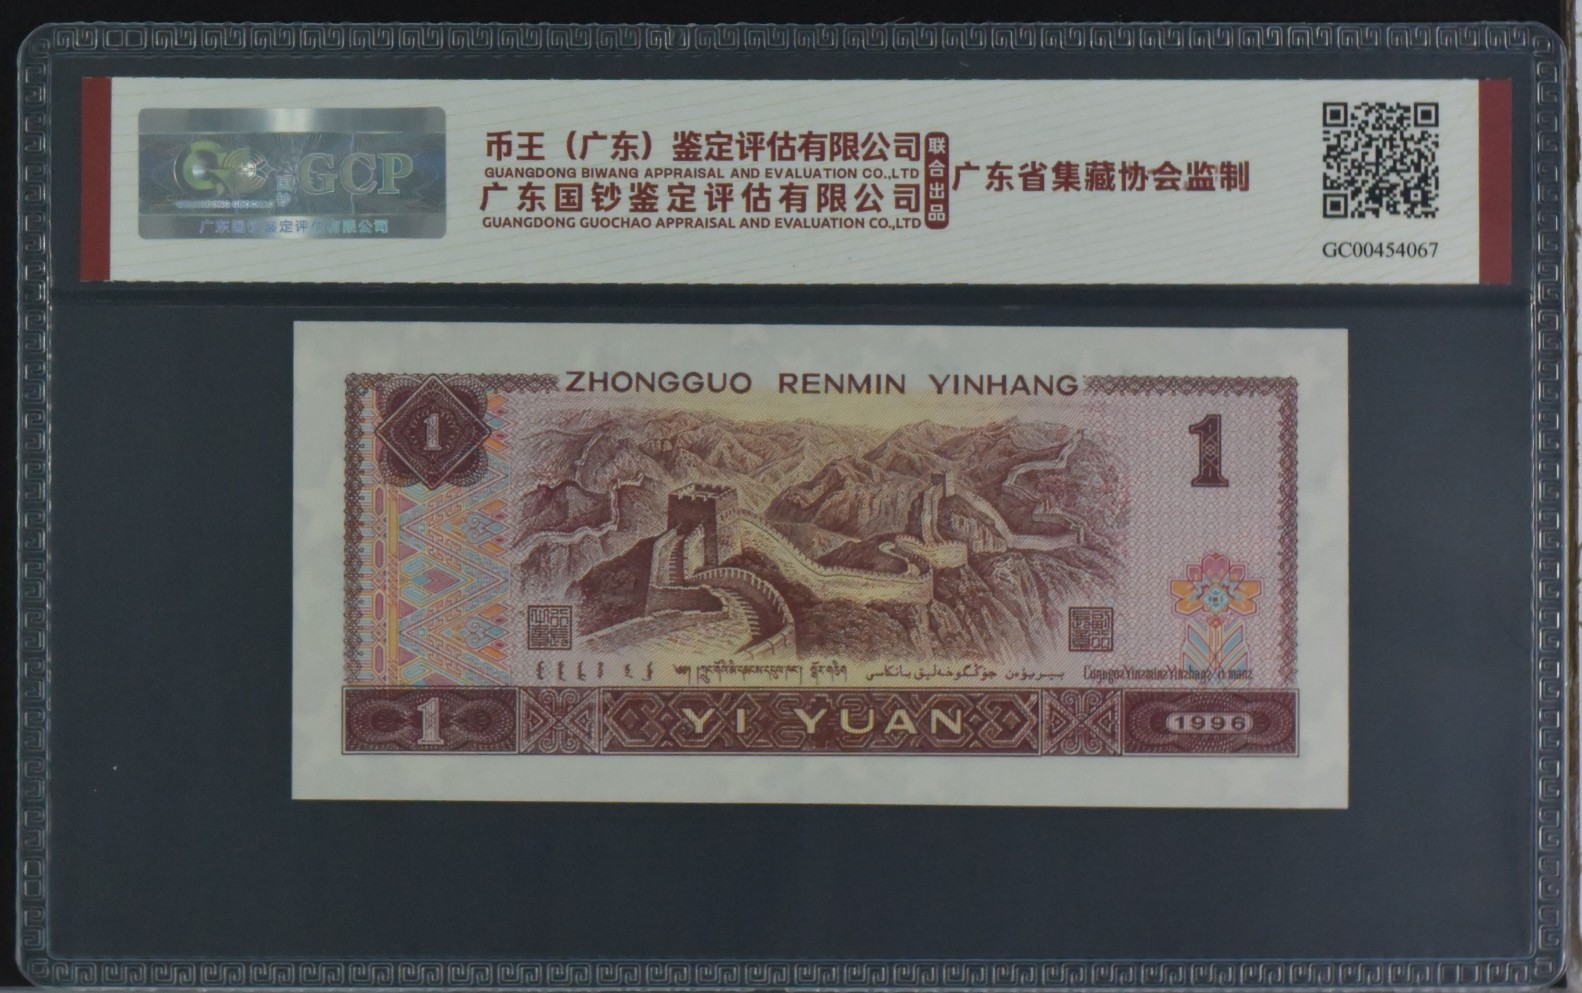 GCP
广东国钞鉴定评估有限公司
币王（广东）鉴定评估有限公司
GUANGDONG BIWANG APPRAISAL AND EVALUATION CO.,LTD
广东国钞鉴定评估有限公司
GUANGDONG GUOCHAO APPRAISAL AND EVALUATION CO.,LTD
联合出品
广东省集藏协会监制
GC00454067
ZHONGGUO RENMIN YINHANG
1
1
1
YI YUAN
1996